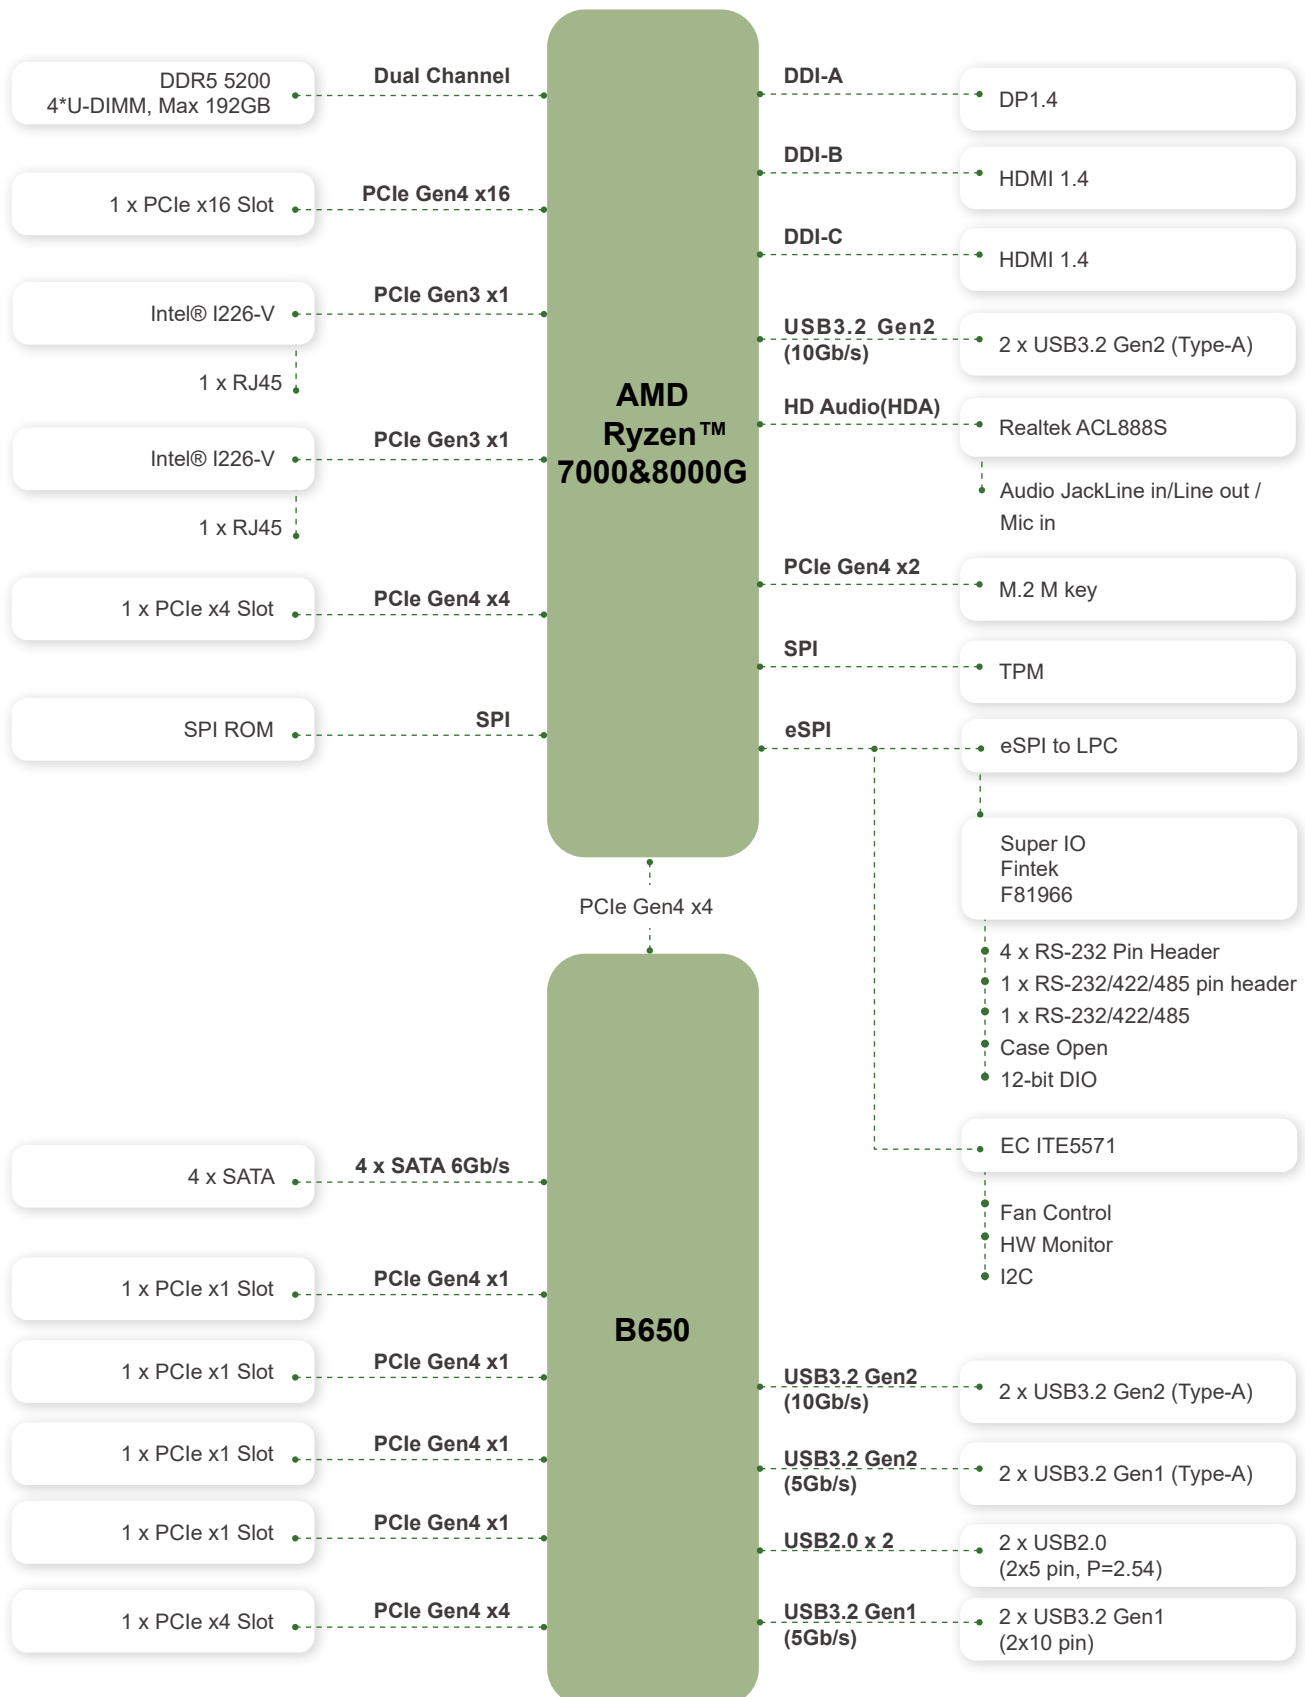 DDR5 5200
4*U-DIMM, Max 192GB
Dual Channel
1 x PCIe x16 Slot
PCIe Gen4 x16
Intel® I226-V
PCIe Gen3 x1
1 x RJ45
Intel® I226-V
PCIe Gen3 x1
1 x RJ45
1 x PCIe x4 Slot
PCIe Gen4 x4
SPI ROM
SPI
AMD
Ryzen™
7000&8000G
DDI-A
DP1.4
DDI-B
HDMI 1.4
DDI-C
HDMI 1.4
USB3.2 Gen2
(10Gb/s)
2 x USB3.2 Gen2 (Type-A)
HD Audio(HDA)
Realtek ACL888S
Audio JackLine in/Line out /
Mic in
PCIe Gen4 x2
M.2 M key
SPI
TPM
eSPI
eSPI to LPC
Super IO
Fintek
F81966
4 x RS-232 Pin Header
1 x RS-232/422/485 pin header
1 x RS-232/422/485
Case Open
12-bit DIO
EC ITE5571
Fan Control
HW Monitor
I2C
PCIe Gen4 x4
4 x SATA
4 x SATA 6Gb/s
1 x PCIe x1 Slot
PCIe Gen4 x1
1 x PCIe x1 Slot
PCIe Gen4 x1
1 x PCIe x1 Slot
PCIe Gen4 x1
1 x PCIe x1 Slot
PCIe Gen4 x1
1 x PCIe x4 Slot
PCIe Gen4 x4
B650
USB3.2 Gen2
(10Gb/s)
2 x USB3.2 Gen2 (Type-A)
USB3.2 Gen2
(5Gb/s)
2 x USB3.2 Gen1 (Type-A)
USB2.0 x 2
2 x USB2.0
(2x5 pin, P=2.54)
USB3.2 Gen1
(5Gb/s)
2 x USB3.2 Gen1
(2x10 pin)